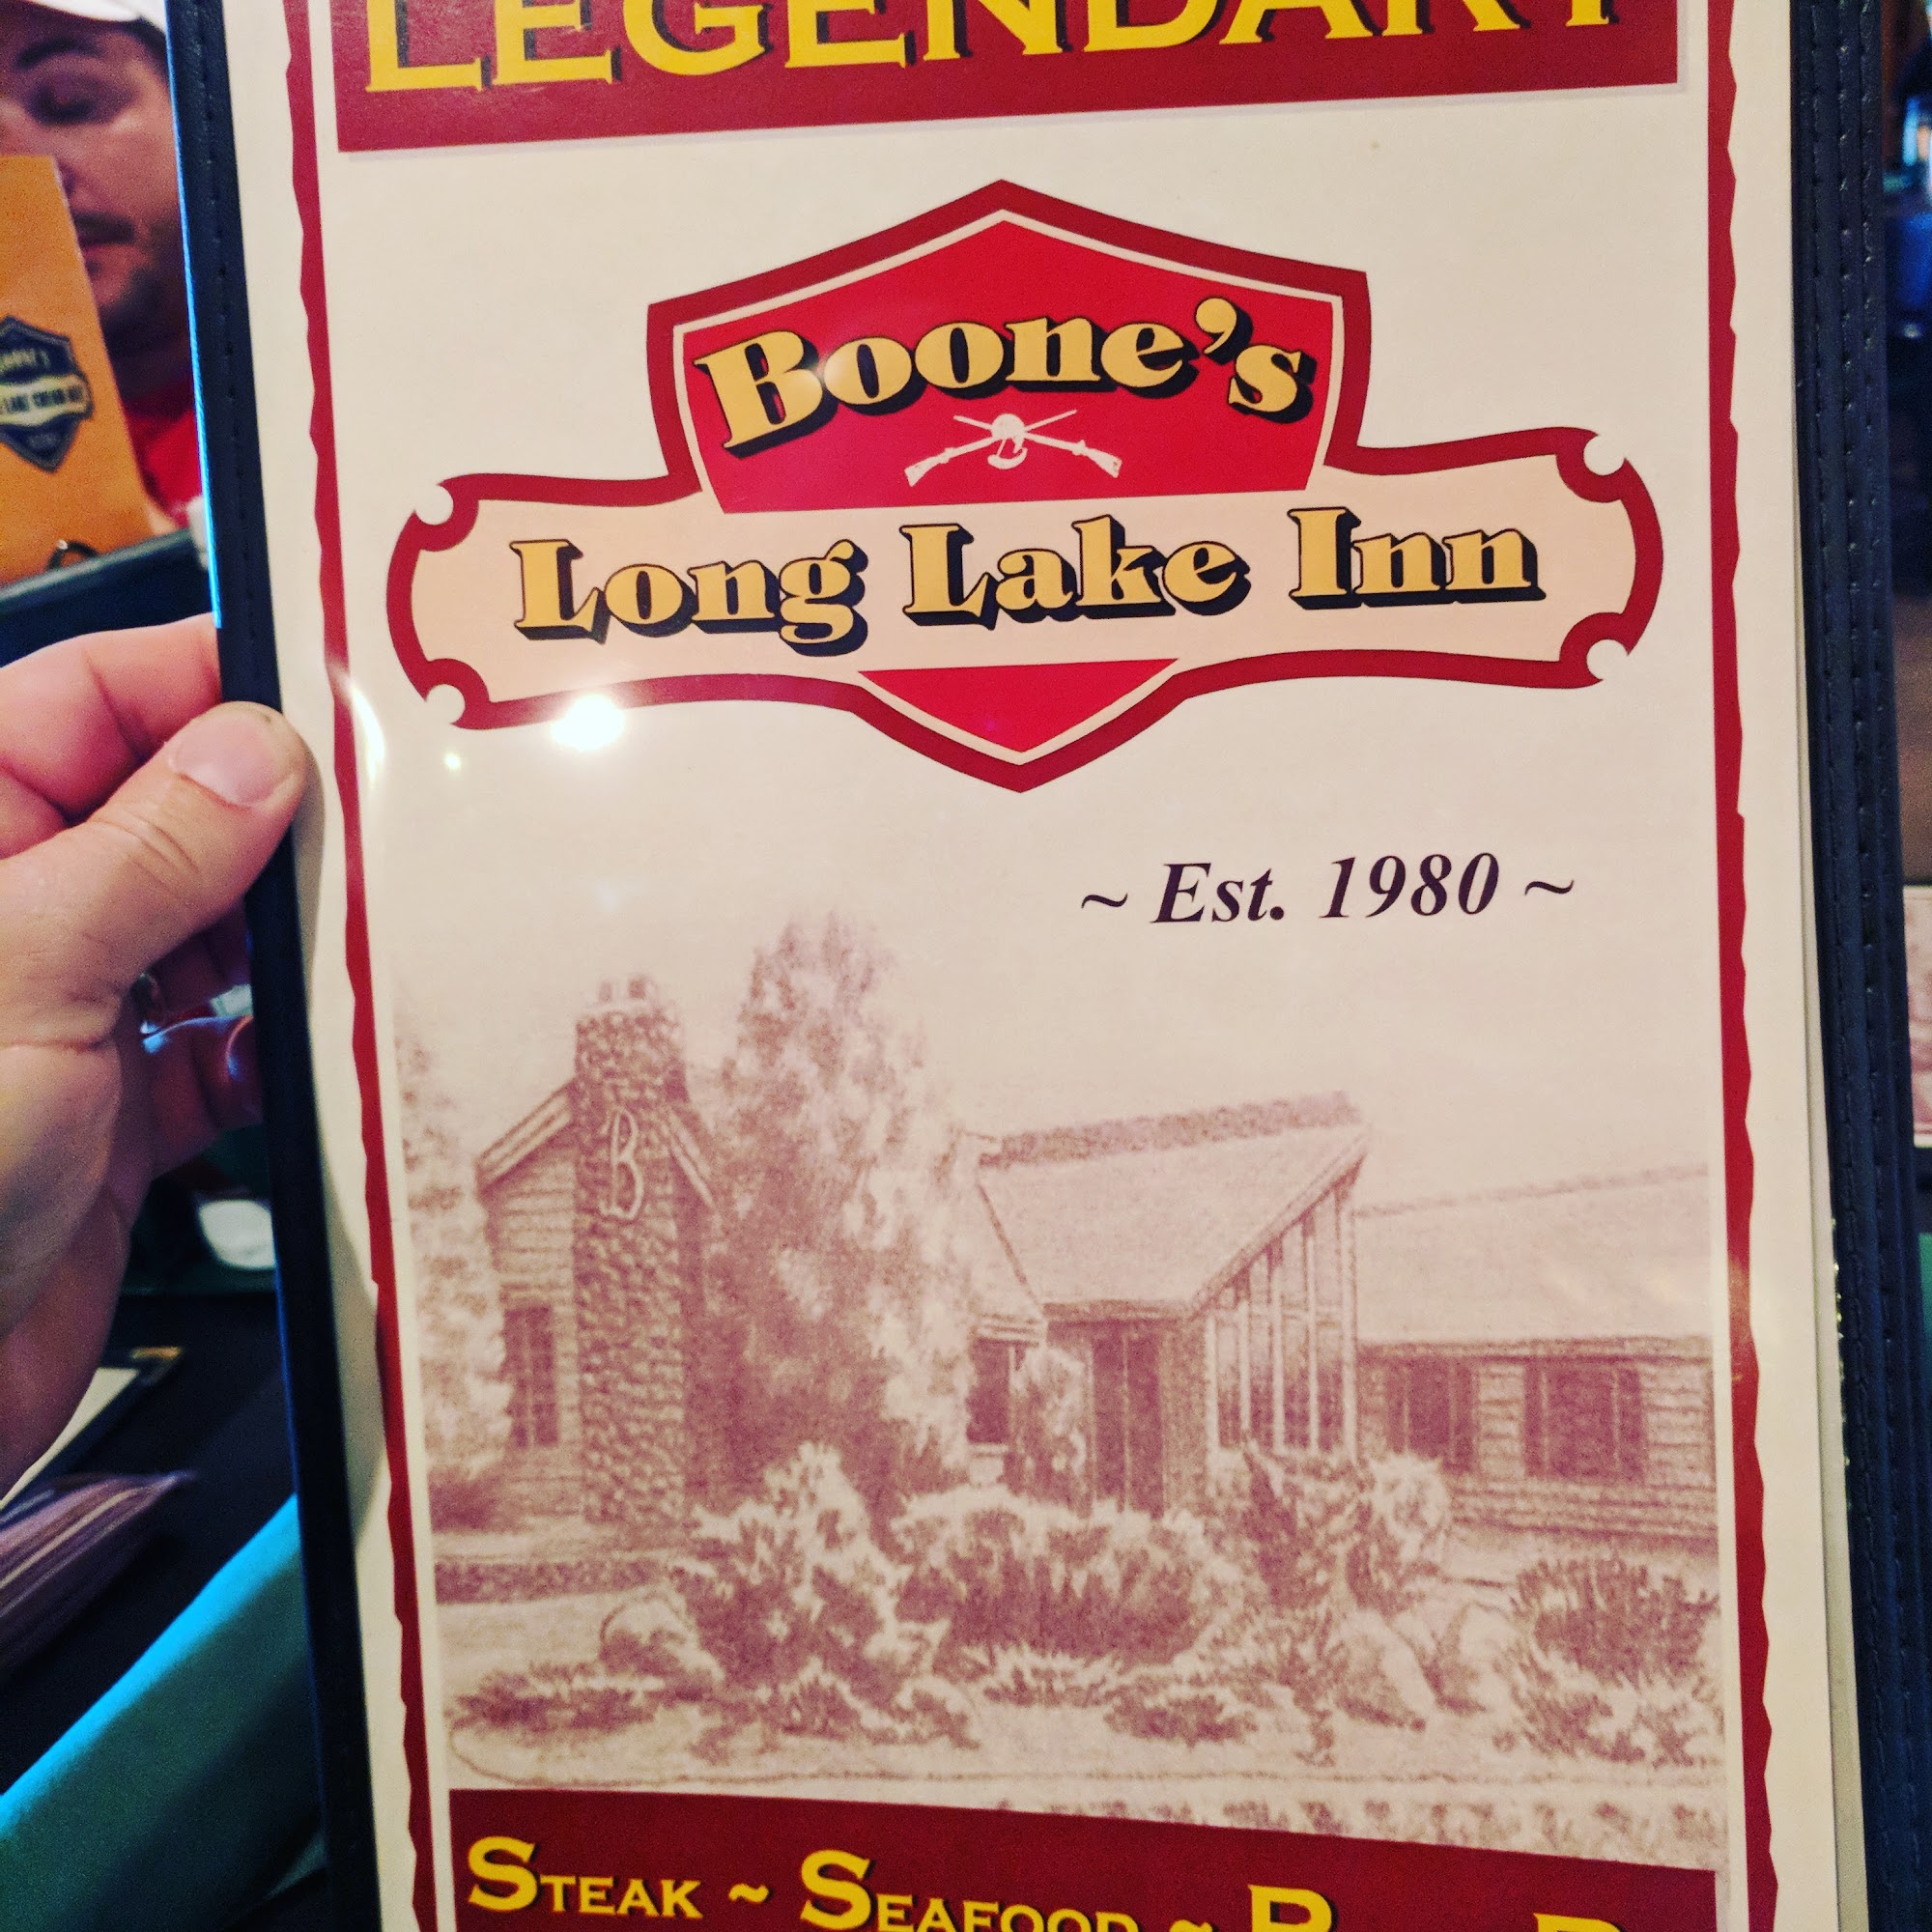 LEGENDARY
Boone's
Long Lake Inn
~ Est. 1980 ~
B
STEAK ~ SEAFOOD ~